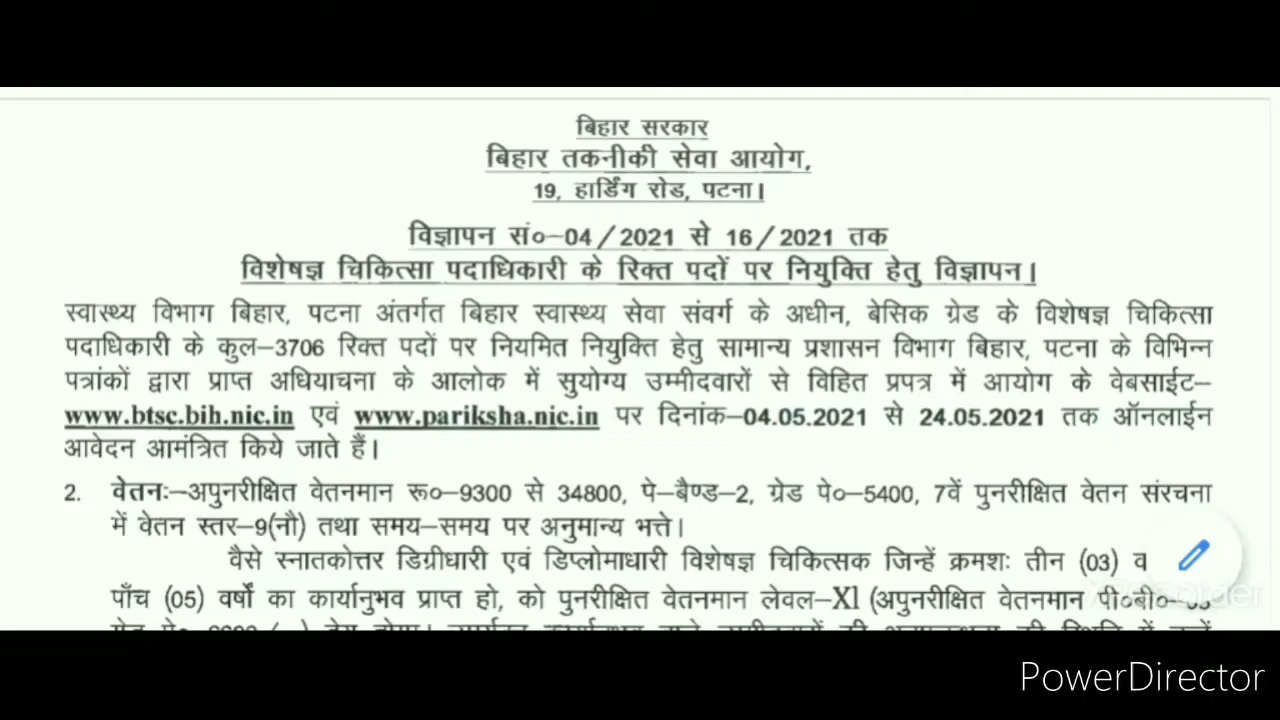 बिहार सरकार
बिहार तकनीकी सेवा आयोग,
19, हार्डिंग रोड, पटना।
विज्ञापन सं०–04/2021 से 16/2021 तक
विशेषज्ञ चिकित्सा पदाधिकारी के रिक्त पदों पर नियुक्ति हेतु विज्ञापन।
स्वास्थ्य विभाग बिहार, पटना अंतर्गत बिहार स्वास्थ्य सेवा संवर्ग के अधीन, बेसिक ग्रेड के विशेषज्ञ चिकित्सा
पदाधिकारी के कुल–3706 रिक्त पदों पर नियमित नियुक्ति हेतु सामान्य प्रशासन विभाग बिहार, पटना के विभिन्न
पत्रांकों द्वारा प्राप्त अधियाचना के आलोक में सुयोग्य उम्मीदवारों से विहित प्रपत्र में आयोग के वेबसाईट–
www.btsc.bih.nic.in एवं www.pariksha.nic.in पर दिनांक–04.05.2021 से 24.05.2021 तक ऑनलाईन
आवेदन आमंत्रित किये जाते हैं।
2. वेतनः–अपुनरीक्षित वेतनमान रू०–9300 से 34800, पे–बैण्ड–2, ग्रेड पे०–5400, 7वें पुनरीक्षित वेतन संरचना
में वेतन स्तर–9(नौ) तथा समय–समय पर अनुमान्य भत्ते।
वैसे स्नातकोत्तर डिग्रीधारी एवं डिप्लोमाधारी विशेषज्ञ चिकित्सक जिन्हें क्रमशः तीन (03) व
पाँच (05) वर्षों का कार्यानुभव प्राप्त हो, को पुनरीक्षित वेतनमान लेवल–XI (अपुनरीक्षित वेतनमान पी०बी०–
PowerDirector